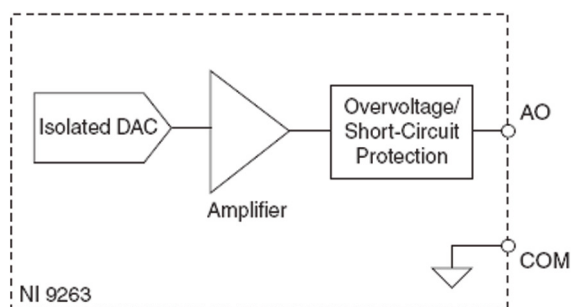 Isolated DAC
Amplifier
Overvoltage/
Short-Circuit
Protection
AO
COM
NI 9263